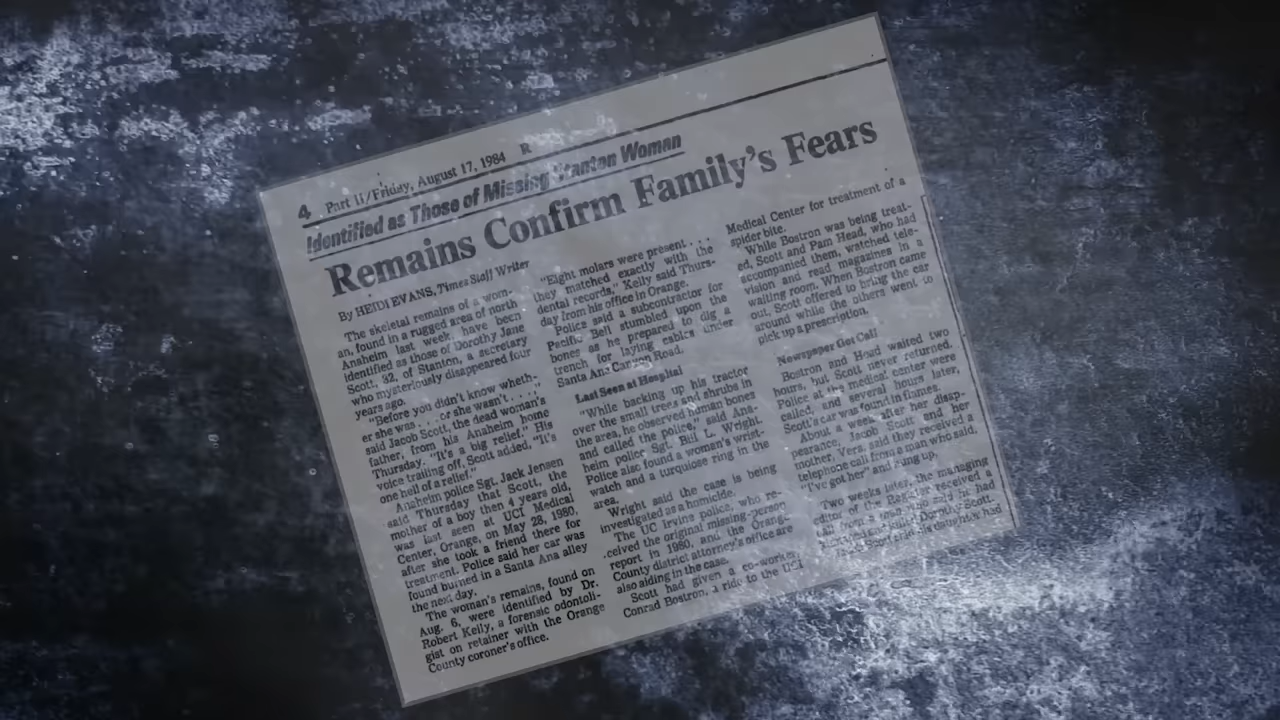 4 Part II/Friday, August 17, 1984 R
Identified as Those of Missing Stanton Woman
Remains Confirm Family's Fears
By HEIDI EVANS, Times Staff Writer
The skeletal remains of a wom-
an, found in a rugged area of north
Anaheim last week, have been
identified as those of Dorothy Jane
Scott, 32, of Stanton, a secretary
who mysteriously disappeared four
years ago.
"Before you didn't know wheth-
er she was . . . or she wasn't . . . ,"
said Jacob Scott, the dead woman's
father, from his Anaheim home
Thursday. "It's a big relief." His
voice trailing off, Scott added, "It's
one hell of a relief."
Anaheim police Sgt. Jack Jensen
said Thursday that Scott, the
mother of a boy then 4 years old,
was last seen at UCI Medical
Center, Orange, on May 28, 1980,
after she took a friend there for
treatment. Police said her car was
found burned in a Santa Ana alley
the next day.
The woman's remains, found on
Aug. 6, were identified by Dr.
Robert Kelly, a forensic odontolo-
gist on retainer with the Orange
County coroner's office.
"Eight molars were present . . . .
they matched exactly with the
dental records," Kelly said Thurs-
day from his office in Orange.
Police said a subcontractor for
Pacific Bell stumbled upon the
bones as he prepared to dig a
trench for laying cables under
Santa Ana Canyon Road.
Last Seen at Hospital
"While backing up his tractor
over the small trees and shrubs in
the area, he observed human bones
and called the police," said Ana-
heim police Sgt. Bill L. Wright.
Police also found a women's wrist-
watch and a turquoise ring in the
area.
Wright said the case is being
investigated as a homicide.
The UC Irvine police, who re-
ceived the original missing-person
report in 1980, and the Orange
County district attorney's office are
also aiding in the case.
Scott had given a co-worker,
Conrad Bostron, a ride to the UCI
Medical Center for treatment of a
spider bite.
While Bostron was being treat-
ed, Scott and Pam Head, who had
accompanied them, watched tele-
vision and read magazines in a
waiting room. When Bostron came
out, Scott offered to bring the car
around while the others went to
pick up a prescription.
Newspaper Got Call
Bostron and Head waited two
hours, but Scott never returned.
Police at the medical center were
called, and several hours later,
Scott's car was found in flames.
About a week after her disap-
pearance, Jacob Scott and her
mother, Vera, said they received a
telephone call from a man who said,
"I've got her" and hung up.
Two weeks later, the managing
editor of the Register received a
call from a man who said he had
Dorothy Scott.
Scott said his daughter had